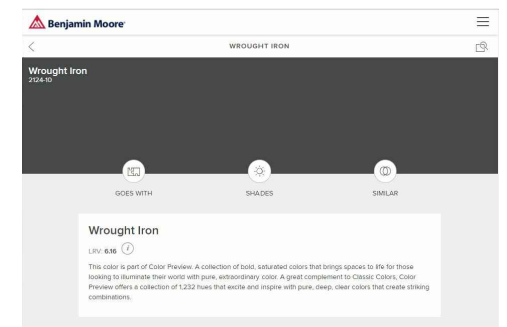 Benjamin Moore®
WROUGHT IRON
Wrought Iron
2124-10
GOES WITH
SHADES
SIMILAR
Wrought Iron
LRV: 6.16 i
This color is part of Color Preview. A collection of bold, saturated colors that brings spaces to life for those
looking to illuminate their world with pure, extraordinary color. A great complement to Classic Colors, Color
Preview offers a collection of 1,232 hues that excite and inspire with pure, deep, clear colors that create striking
combinations.